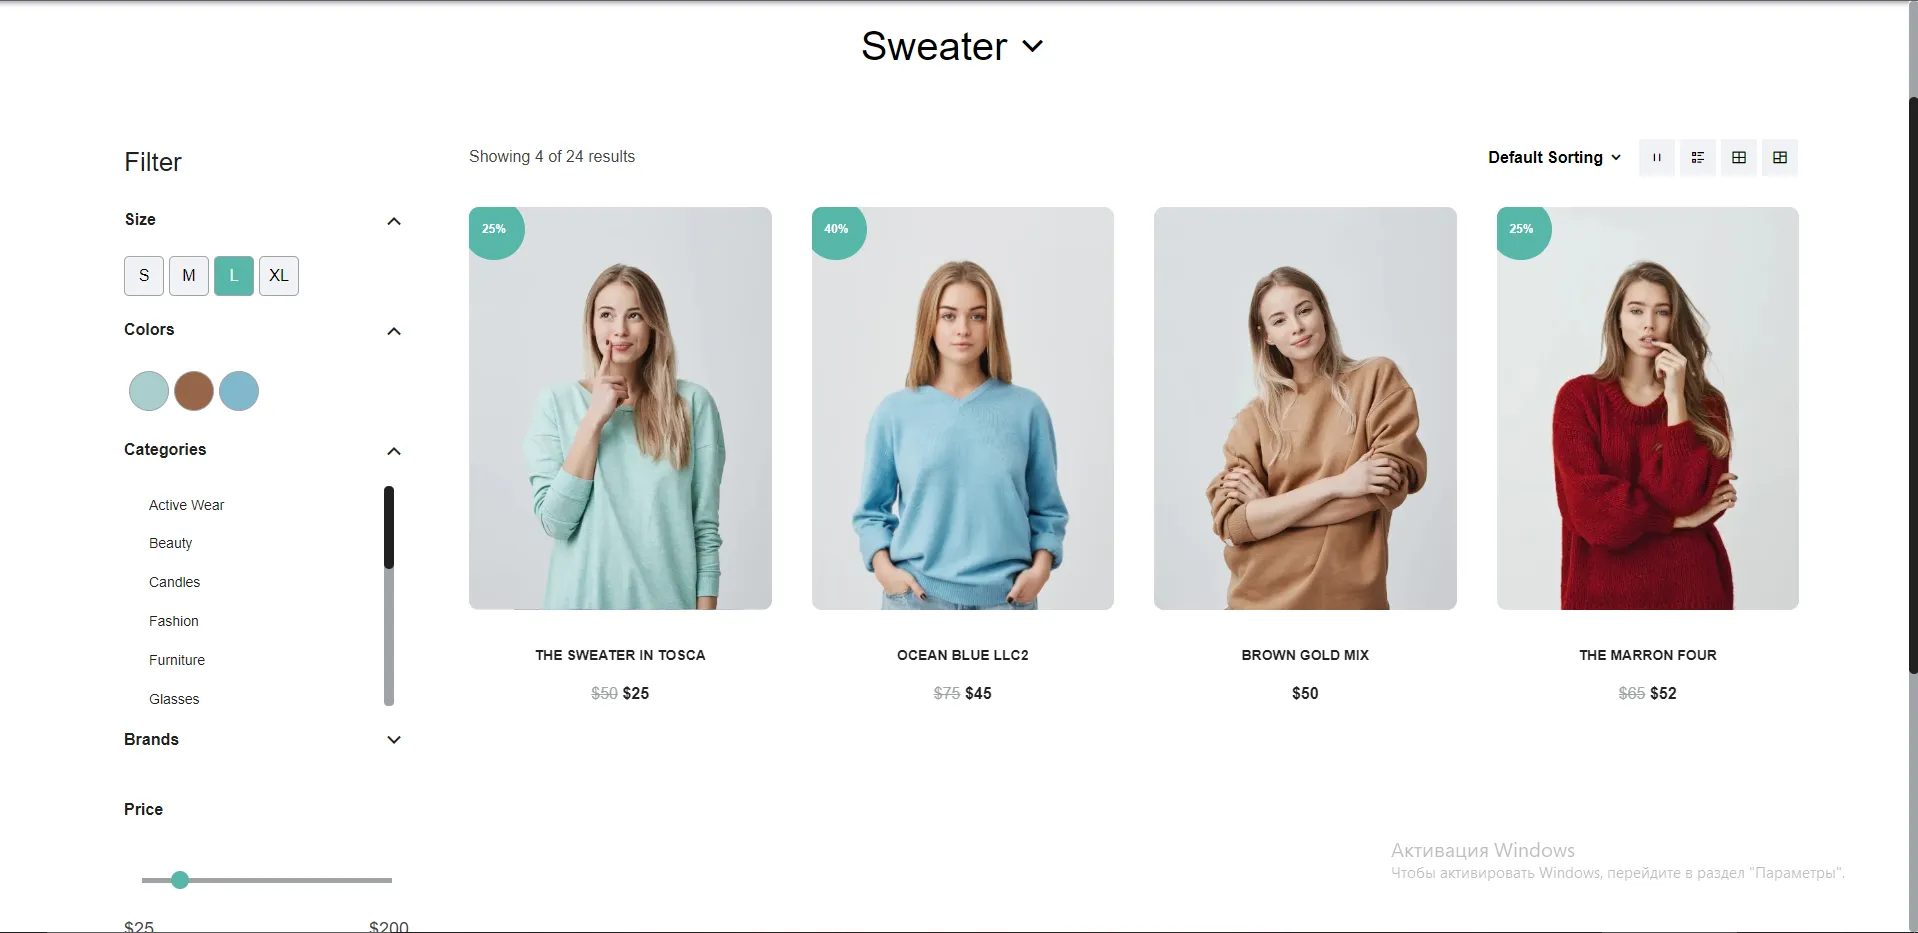 Sweater
Filter
Size
S M L XL
Colors
Categories
Active Wear
Beauty
Candles
Fashion
Furniture
Glasses
Brands
Price
$25 $200
Showing 4 of 24 results
Default Sorting
25%
THE SWEATER IN TOSCA
$50 $25
40%
OCEAN BLUE LLC2
$75 $45
BROWN GOLD MIX
$50
25%
THE MARRON FOUR
$65 $52
Активация Windows
Чтобы активировать Windows, перейдите в раздел "Параметры".